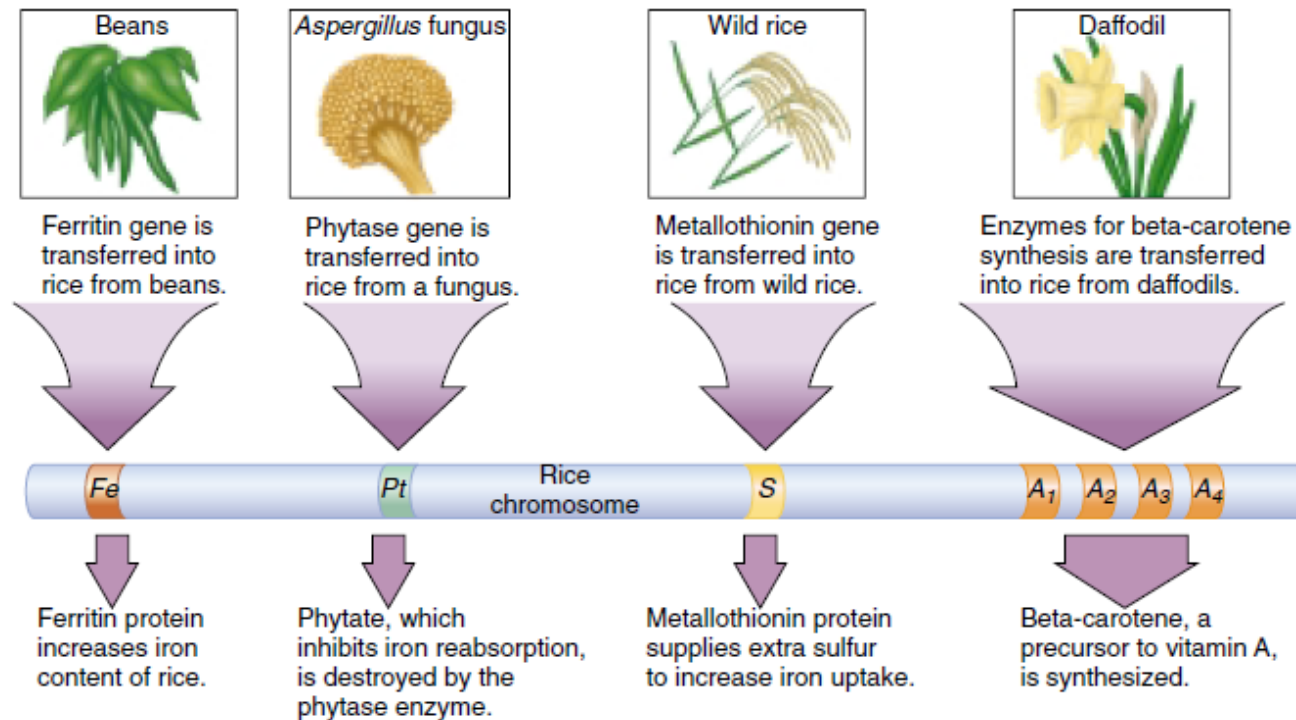 Beans
Ferritin gene is
transferred into
rice from beans.
Aspergillus fungus
Phytase gene is
transferred into
rice from a fungus.
Wild rice
Metallothionin gene
is transferred into
rice from wild rice.
Daffodil
Enzymes for beta-carotene
synthesis are transferred
into rice from daffodils.
Fe
Pt
Rice
chromosome
S
A1 A2 A3 A4
Ferritin protein
increases iron
content of rice.
Phytate, which
inhibits iron reabsorption,
is destroyed by the
phytase enzyme.
Metallothionin protein
supplies extra sulfur
to increase iron uptake.
Beta-carotene, a
precursor to vitamin A,
is synthesized.